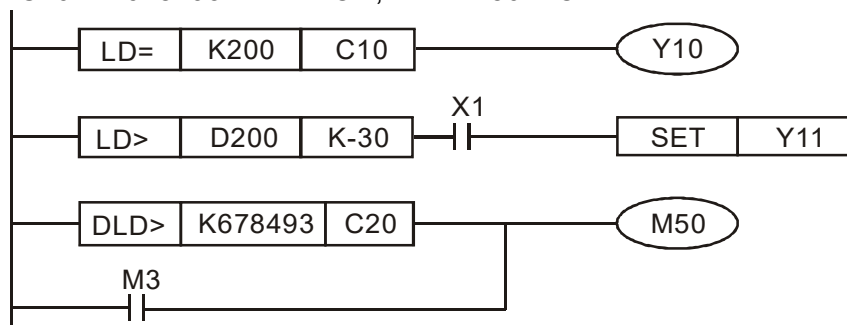 LD= K200 C10 Y10
X1
LD> D200 K-30 SET Y11
DLD> K678493 C20 M50
M3